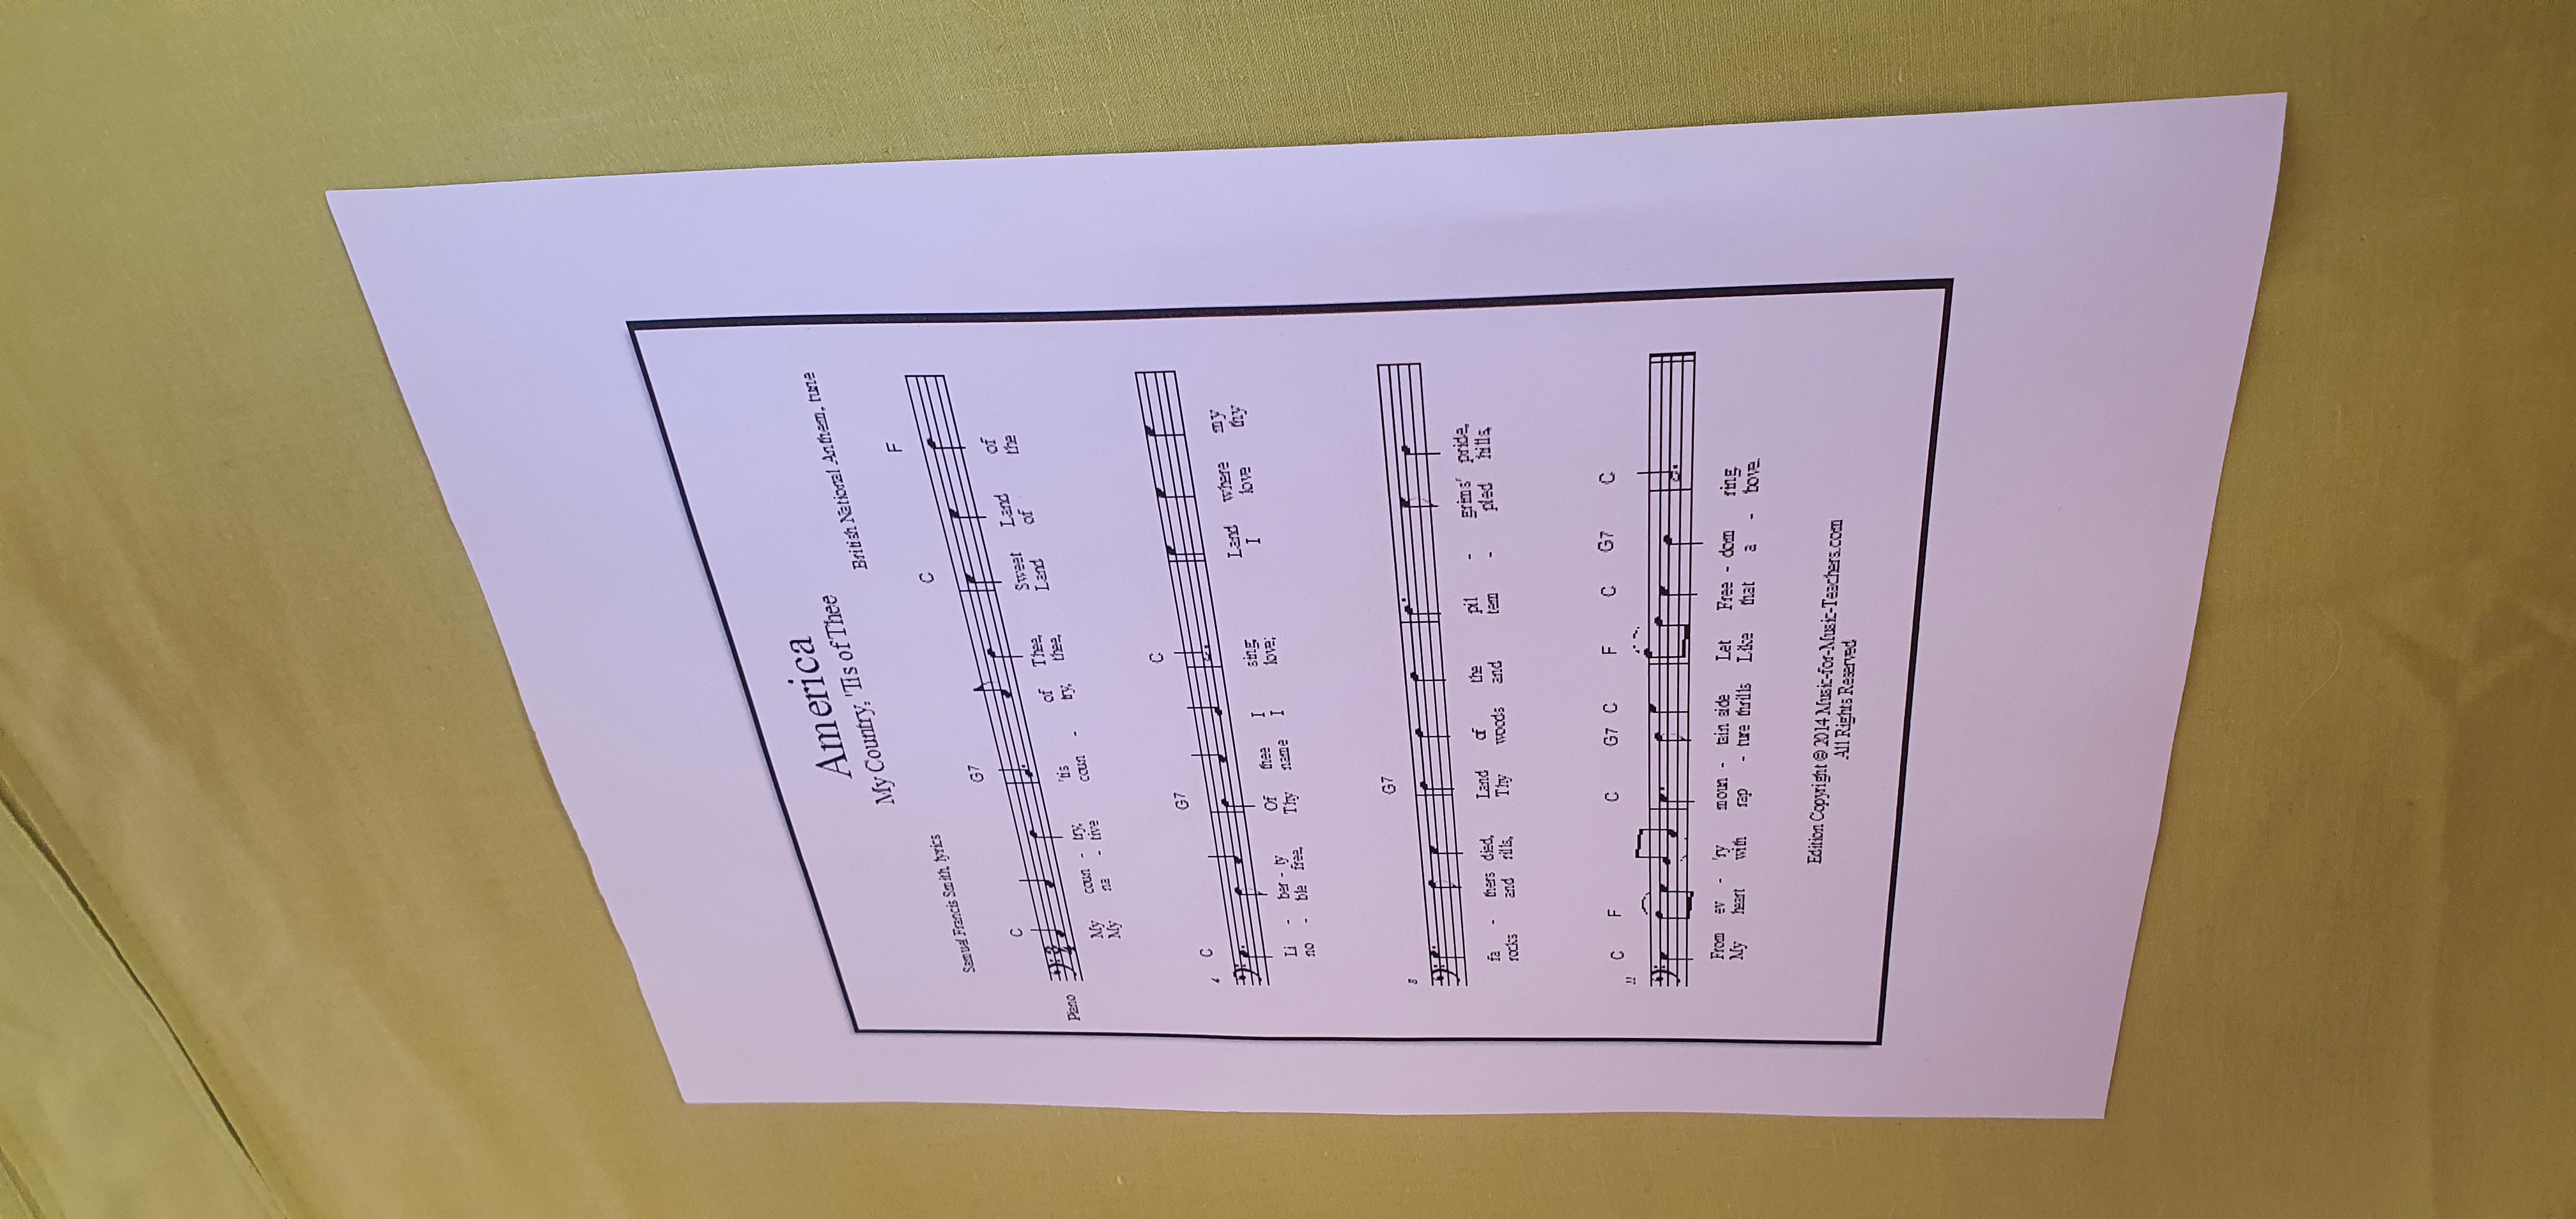 America
My Country, 'Tis of Thee
Samuel Francis Smith, lyrics
British National Anthem, tune
Piano
C G7 C F
My coun - try, 'tis of Thee, Sweet Land of
My na - tive coun - try, thee, Land of the
4
C G7 C
Li - ber - ty Of thee I sing Land where my
no - ble free, Thy name I love; I love thy
8
G7
fa - thers died, Land of the pil - grims' pride,
rocks and rills, Thy woods and tem - pled hills,
11
C F C G7 C F C G7 C
From ev - 'ry moun - tain side Let Free - dom ring
My heart with rap - ture thrills Like that a - bove.
Edition Copyright © 2014 Music-for-Music-Teachers.com
All Rights Reserved